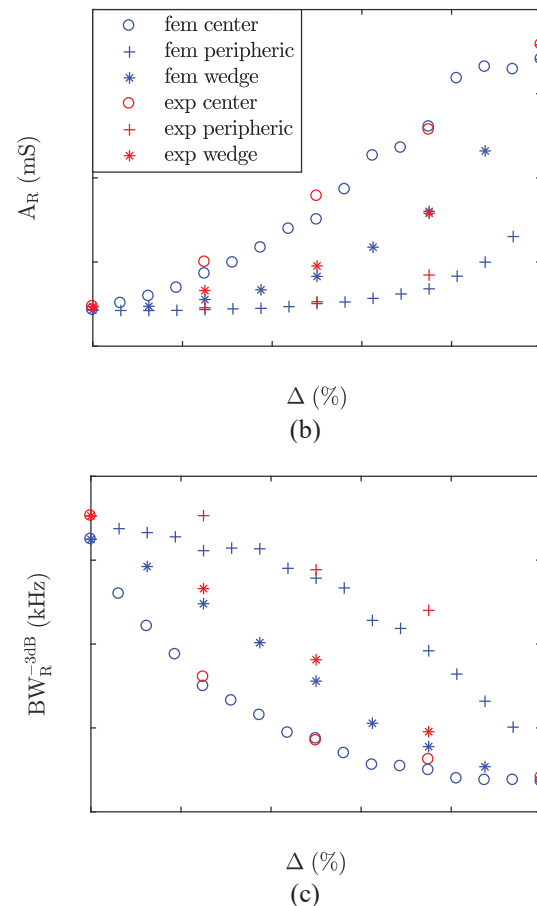 fem center
fem peripheric
fem wedge
exp center
exp peripheric
exp wedge
A_R (mS)
Δ (%)
(b)
BW_R^{-3dB} (kHz)
Δ (%)
(c)